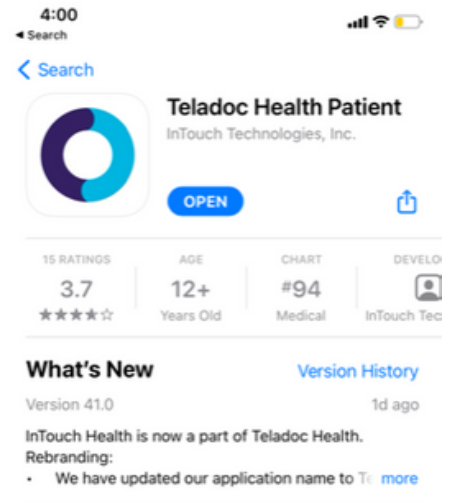 4:00
◀ Search
Search
Teladoc Health Patient
InTouch Technologies, Inc.
OPEN
15 RATINGS AGE CHART DEVELO
3.7 12+ #94
★★★★☆ Years Old Medical InTouch Tec
What's New Version History
Version 41.0 1d ago
InTouch Health is now a part of Teladoc Health.
Rebranding:
• We have updated our application name to Te more